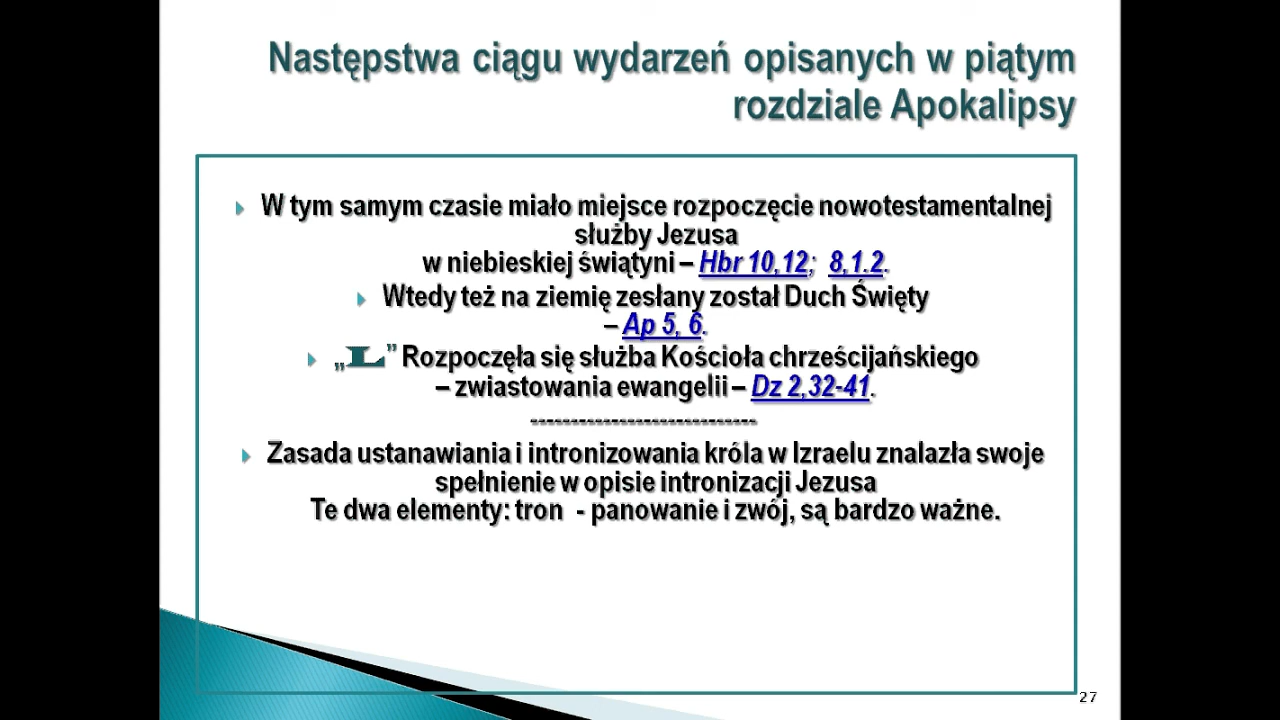 Następstwa ciągu wydarzeń opisanych w piątym
rozdziale Apokalipsy
W tym samym czasie miało miejsce rozpoczęcie nowotestamentalnej
służby Jezusa
w niebieskiej świątyni – Hbr 10,12; 8,1.2.
Wtedy też na ziemię zesłany został Duch Święty
– Ap 5, 6.
„L” Rozpoczęła się służba Kościoła chrześcijańskiego
– zwiastowania ewangelii – Dz 2,32-41.
----------------------------
Zasada ustanawiania i intronizowania króla w Izraelu znalazła swoje
spełnienie w opisie intronizacji Jezusa
Te dwa elementy: tron - panowanie i zwój, są bardzo ważne.
27